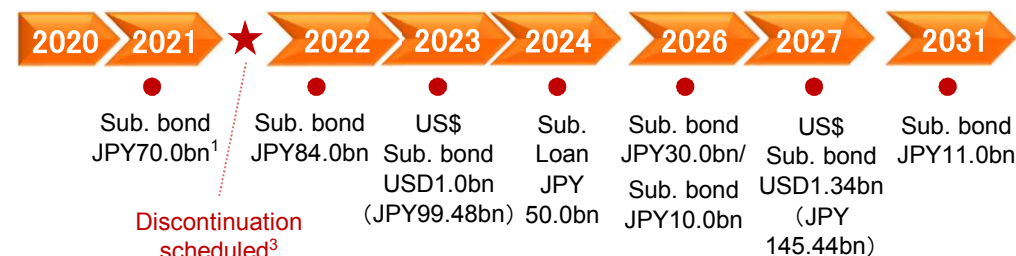 2020 2021 2022 2023 2024 2026 2027 2031
Sub. bond
JPY70.0bn1
Discontinuation
scheduled3
Sub. bond
JPY84.0bn
US$
Sub. bond
USD1.0bn
（JPY99.48bn）
Sub.
Loan
JPY
50.0bn
Sub. bond
JPY30.0bn/
Sub. bond
JPY10.0bn
US$
Sub. bond
USD1.34bn
（JPY
145.44bn）
Sub. bond
JPY11.0bn